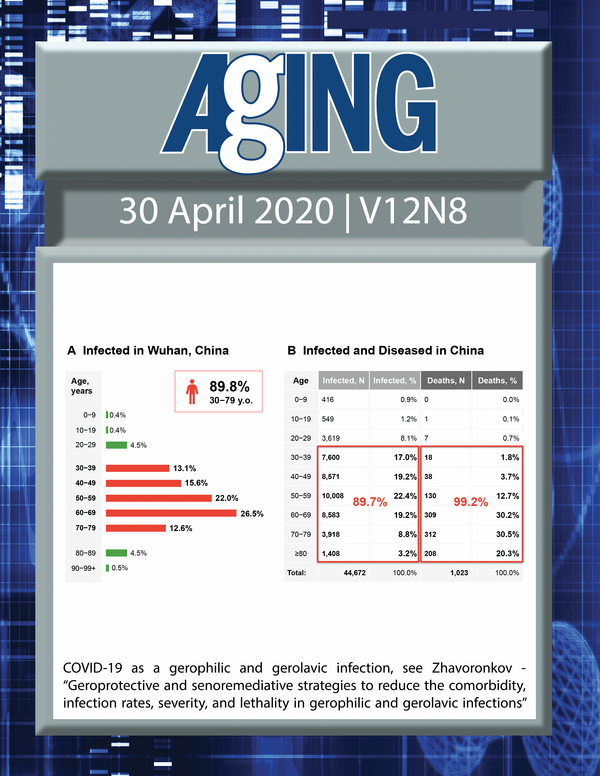 AgING
30 April 2020 | V12N8
A Infected in Wuhan, China
Age, years
89.8%
30–79 y.o.
0–9 0.4%
10–19 0.4%
20–29 4.5%
30–39 13.1%
40–49 15.6%
50–59 22.0%
60–69 26.5%
70–79 12.6%
80–89 4.5%
90–99+ 0.5%
B Infected and Diseased in China
Age Infected, N Infected, % Deaths, N Deaths, %
0–9 416 0.9% 0 0.0%
10–19 549 1.2% 1 0.1%
20–29 3,619 8.1% 7 0.7%
30–39 7,600 17.0% 18 1.8%
40–49 8,571 19.2% 38 3.7%
50–59 10,008 22.4% 130 12.7%
89.7% 99.2%
60–69 8,583 19.2% 309 30.2%
70–79 3,918 8.8% 312 30.5%
≥80 1,408 3.2% 208 20.3%
Total: 44,672 100.0% 1,023 100.0%
COVID-19 as a gerophilic and gerolavic infection, see Zhavoronkov -
“Geroprotective and senoremediative strategies to reduce the comorbidity,
infection rates, severity, and lethality in gerophilic and gerolavic infections”